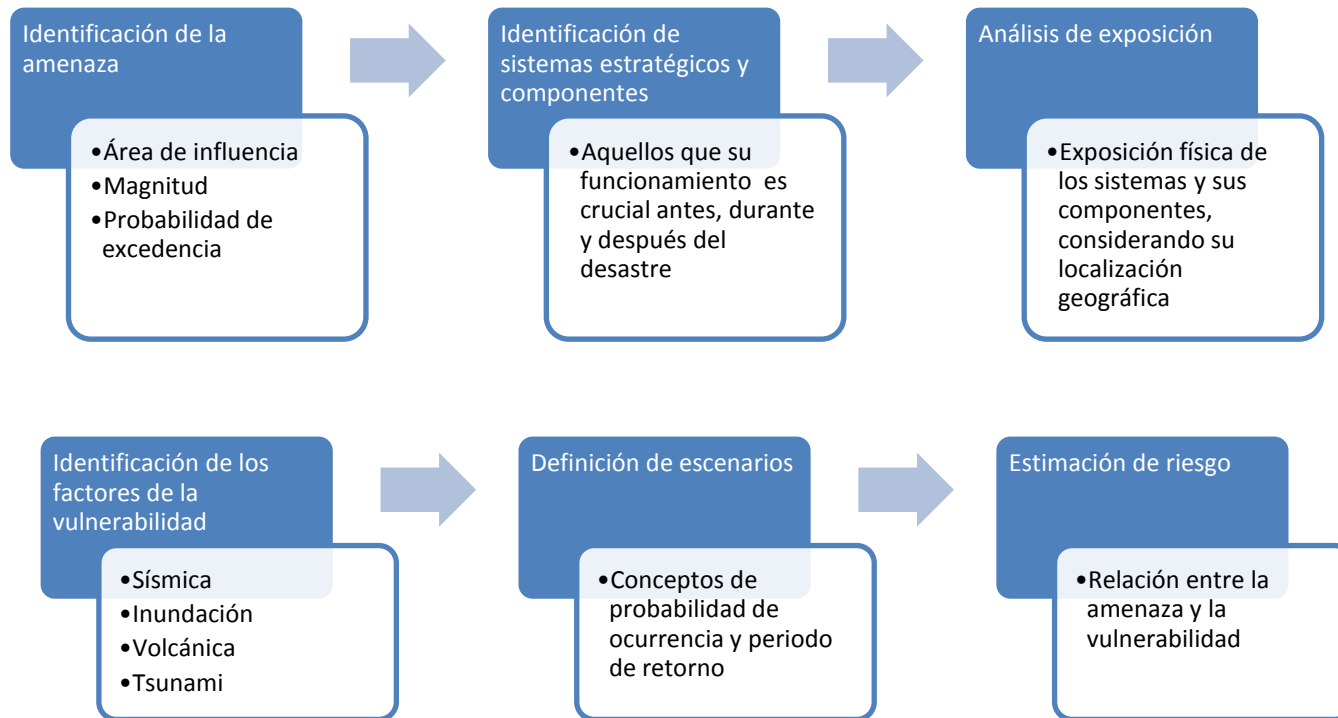 Identificación de la
amenaza
•Área de influencia
•Magnitud
•Probabilidad de
excedencia
Identificación de
sistemas estratégicos y
componentes
•Aquellos que su
funcionamiento es
crucial antes, durante
y después del
desastre
Análisis de exposición
•Exposición física de
los sistemas y sus
componentes,
considerando su
localización
geográfica
Identificación de los
factores de la
vulnerabilidad
•Sísmica
•Inundación
•Volcánica
•Tsunami
Definición de escenarios
•Conceptos de
probabilidad de
ocurrencia y periodo
de retorno
Estimación de riesgo
•Relación entre la
amenaza y la
vulnerabilidad